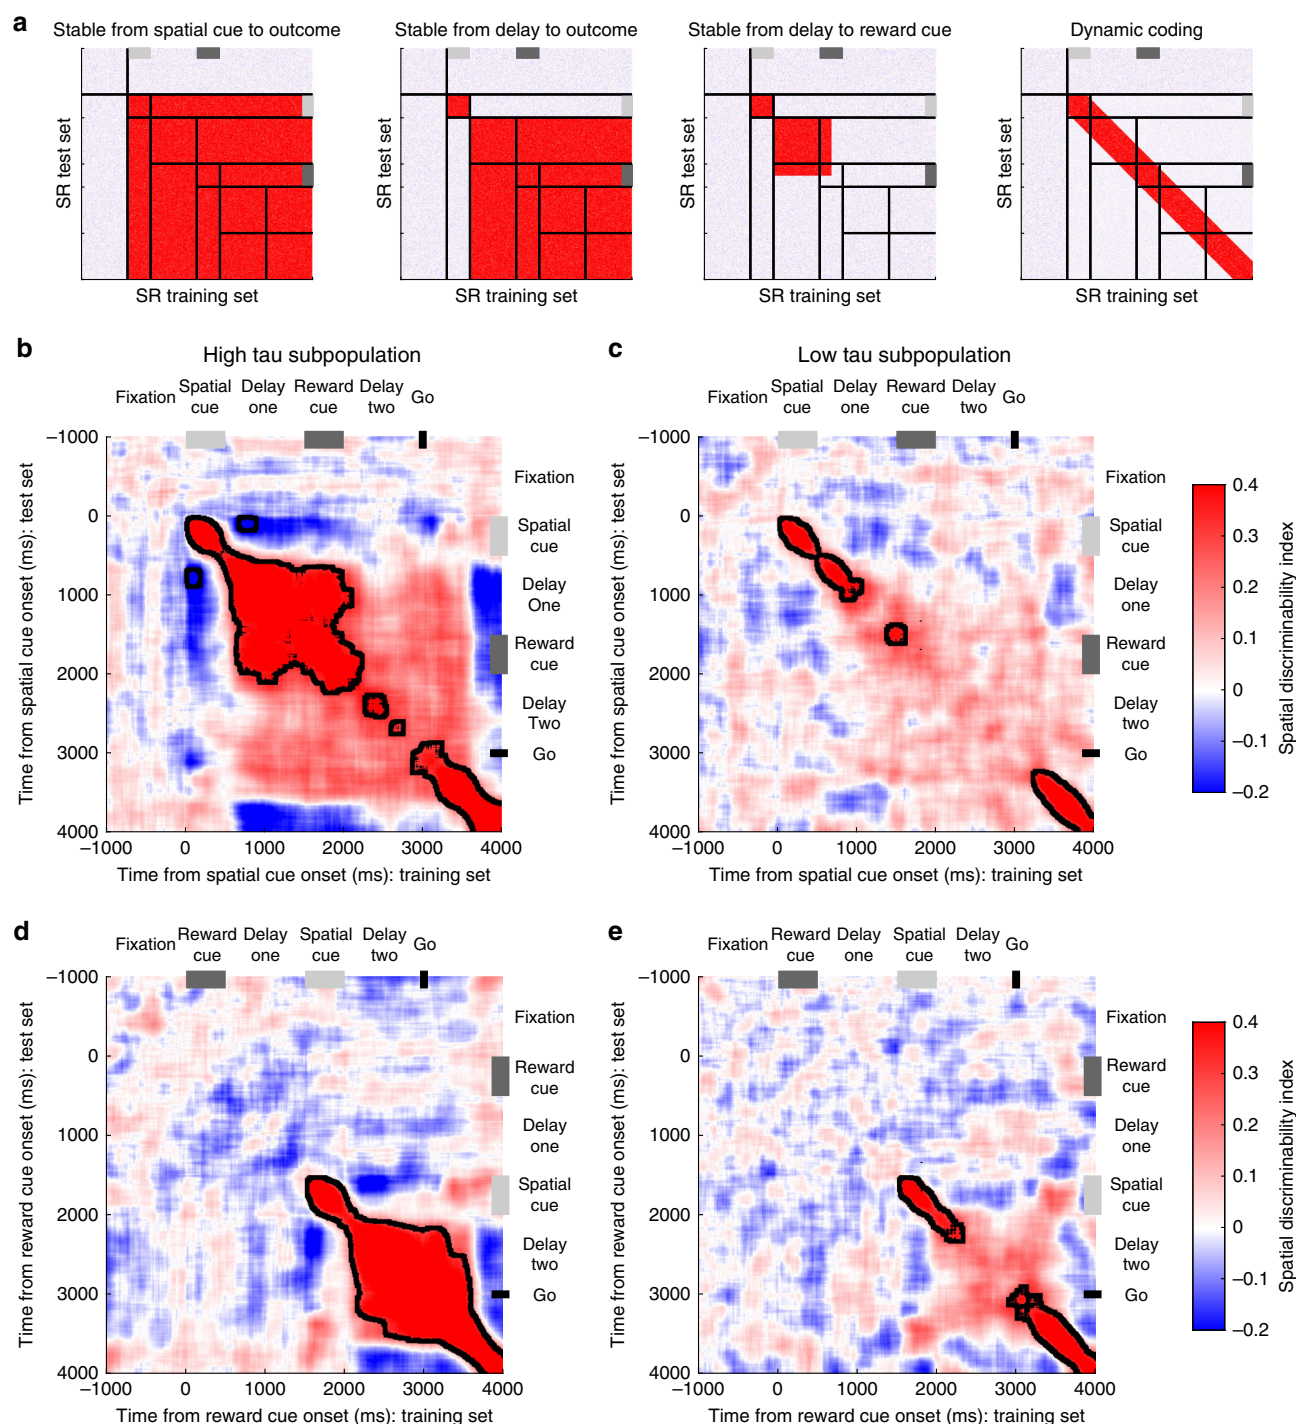 a
Stable from spatial cue to outcome
Stable from delay to outcome
Stable from delay to reward cue
Dynamic coding
SR test set
SR test set
SR test set
SR test set
SR training set
SR training set
SR training set
SR training set
b
High tau subpopulation
Fixation
Spatial
cue
Delay
one
Reward
cue
Delay
two
Go
−1000
0
1000
2000
3000
4000
Time from spatial cue onset (ms): test set
Fixation
Spatial
cue
Delay
One
Reward
cue
Delay
Two
Go
−1000
0
1000
2000
3000
4000
Time from spatial cue onset (ms): training set
c
Low tau subpopulation
Fixation
Spatial
cue
Delay
one
Reward
cue
Delay
two
Go
−1000
0
1000
2000
3000
4000
Time from spatial cue onset (ms): test set
Fixation
Spatial
cue
Delay
one
Reward
cue
Delay
two
Go
−1000
0
1000
2000
3000
4000
Time from spatial cue onset (ms): training set
0.4
0.3
0.2
0.1
0
−0.1
−0.2
Spatial discriminability index
d
Fixation
Reward
cue
Delay
one
Spatial
cue
Delay
two
Go
−1000
0
1000
2000
3000
4000
Time from reward cue onset (ms): test set
Fixation
Reward
cue
Delay
one
Spatial
cue
Delay
two
Go
−1000
0
1000
2000
3000
4000
Time from reward cue onset (ms): training set
e
Fixation
Reward
cue
Delay
one
Spatial
cue
Delay
two
Go
−1000
0
1000
2000
3000
4000
Time from reward cue onset (ms): test set
Fixation
Reward
cue
Delay
one
Spatial
cue
Delay
two
Go
−1000
0
1000
2000
3000
4000
Time from reward cue onset (ms): training set
0.4
0.3
0.2
0.1
0
−0.1
−0.2
Spatial discriminability index